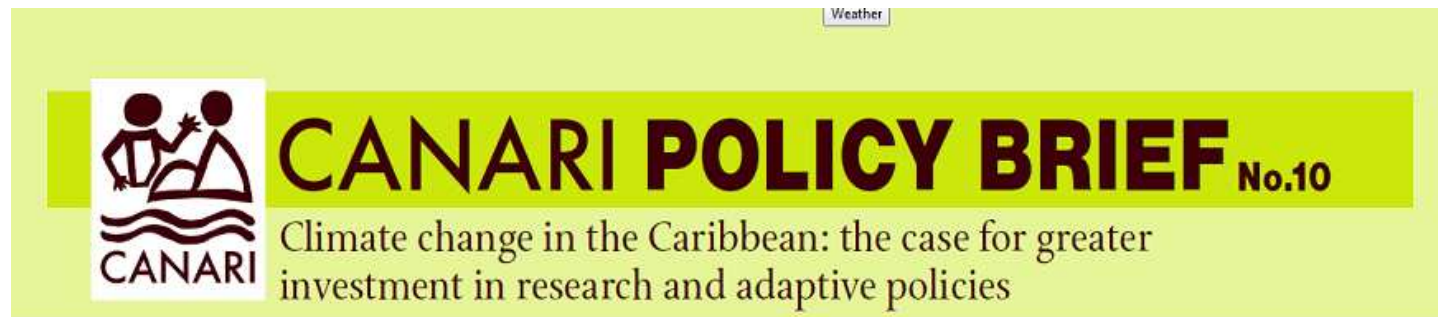 Weather
CANARI POLICY BRIEF No.10
Climate change in the Caribbean: the case for greater
investment in research and adaptive policies
CANARI